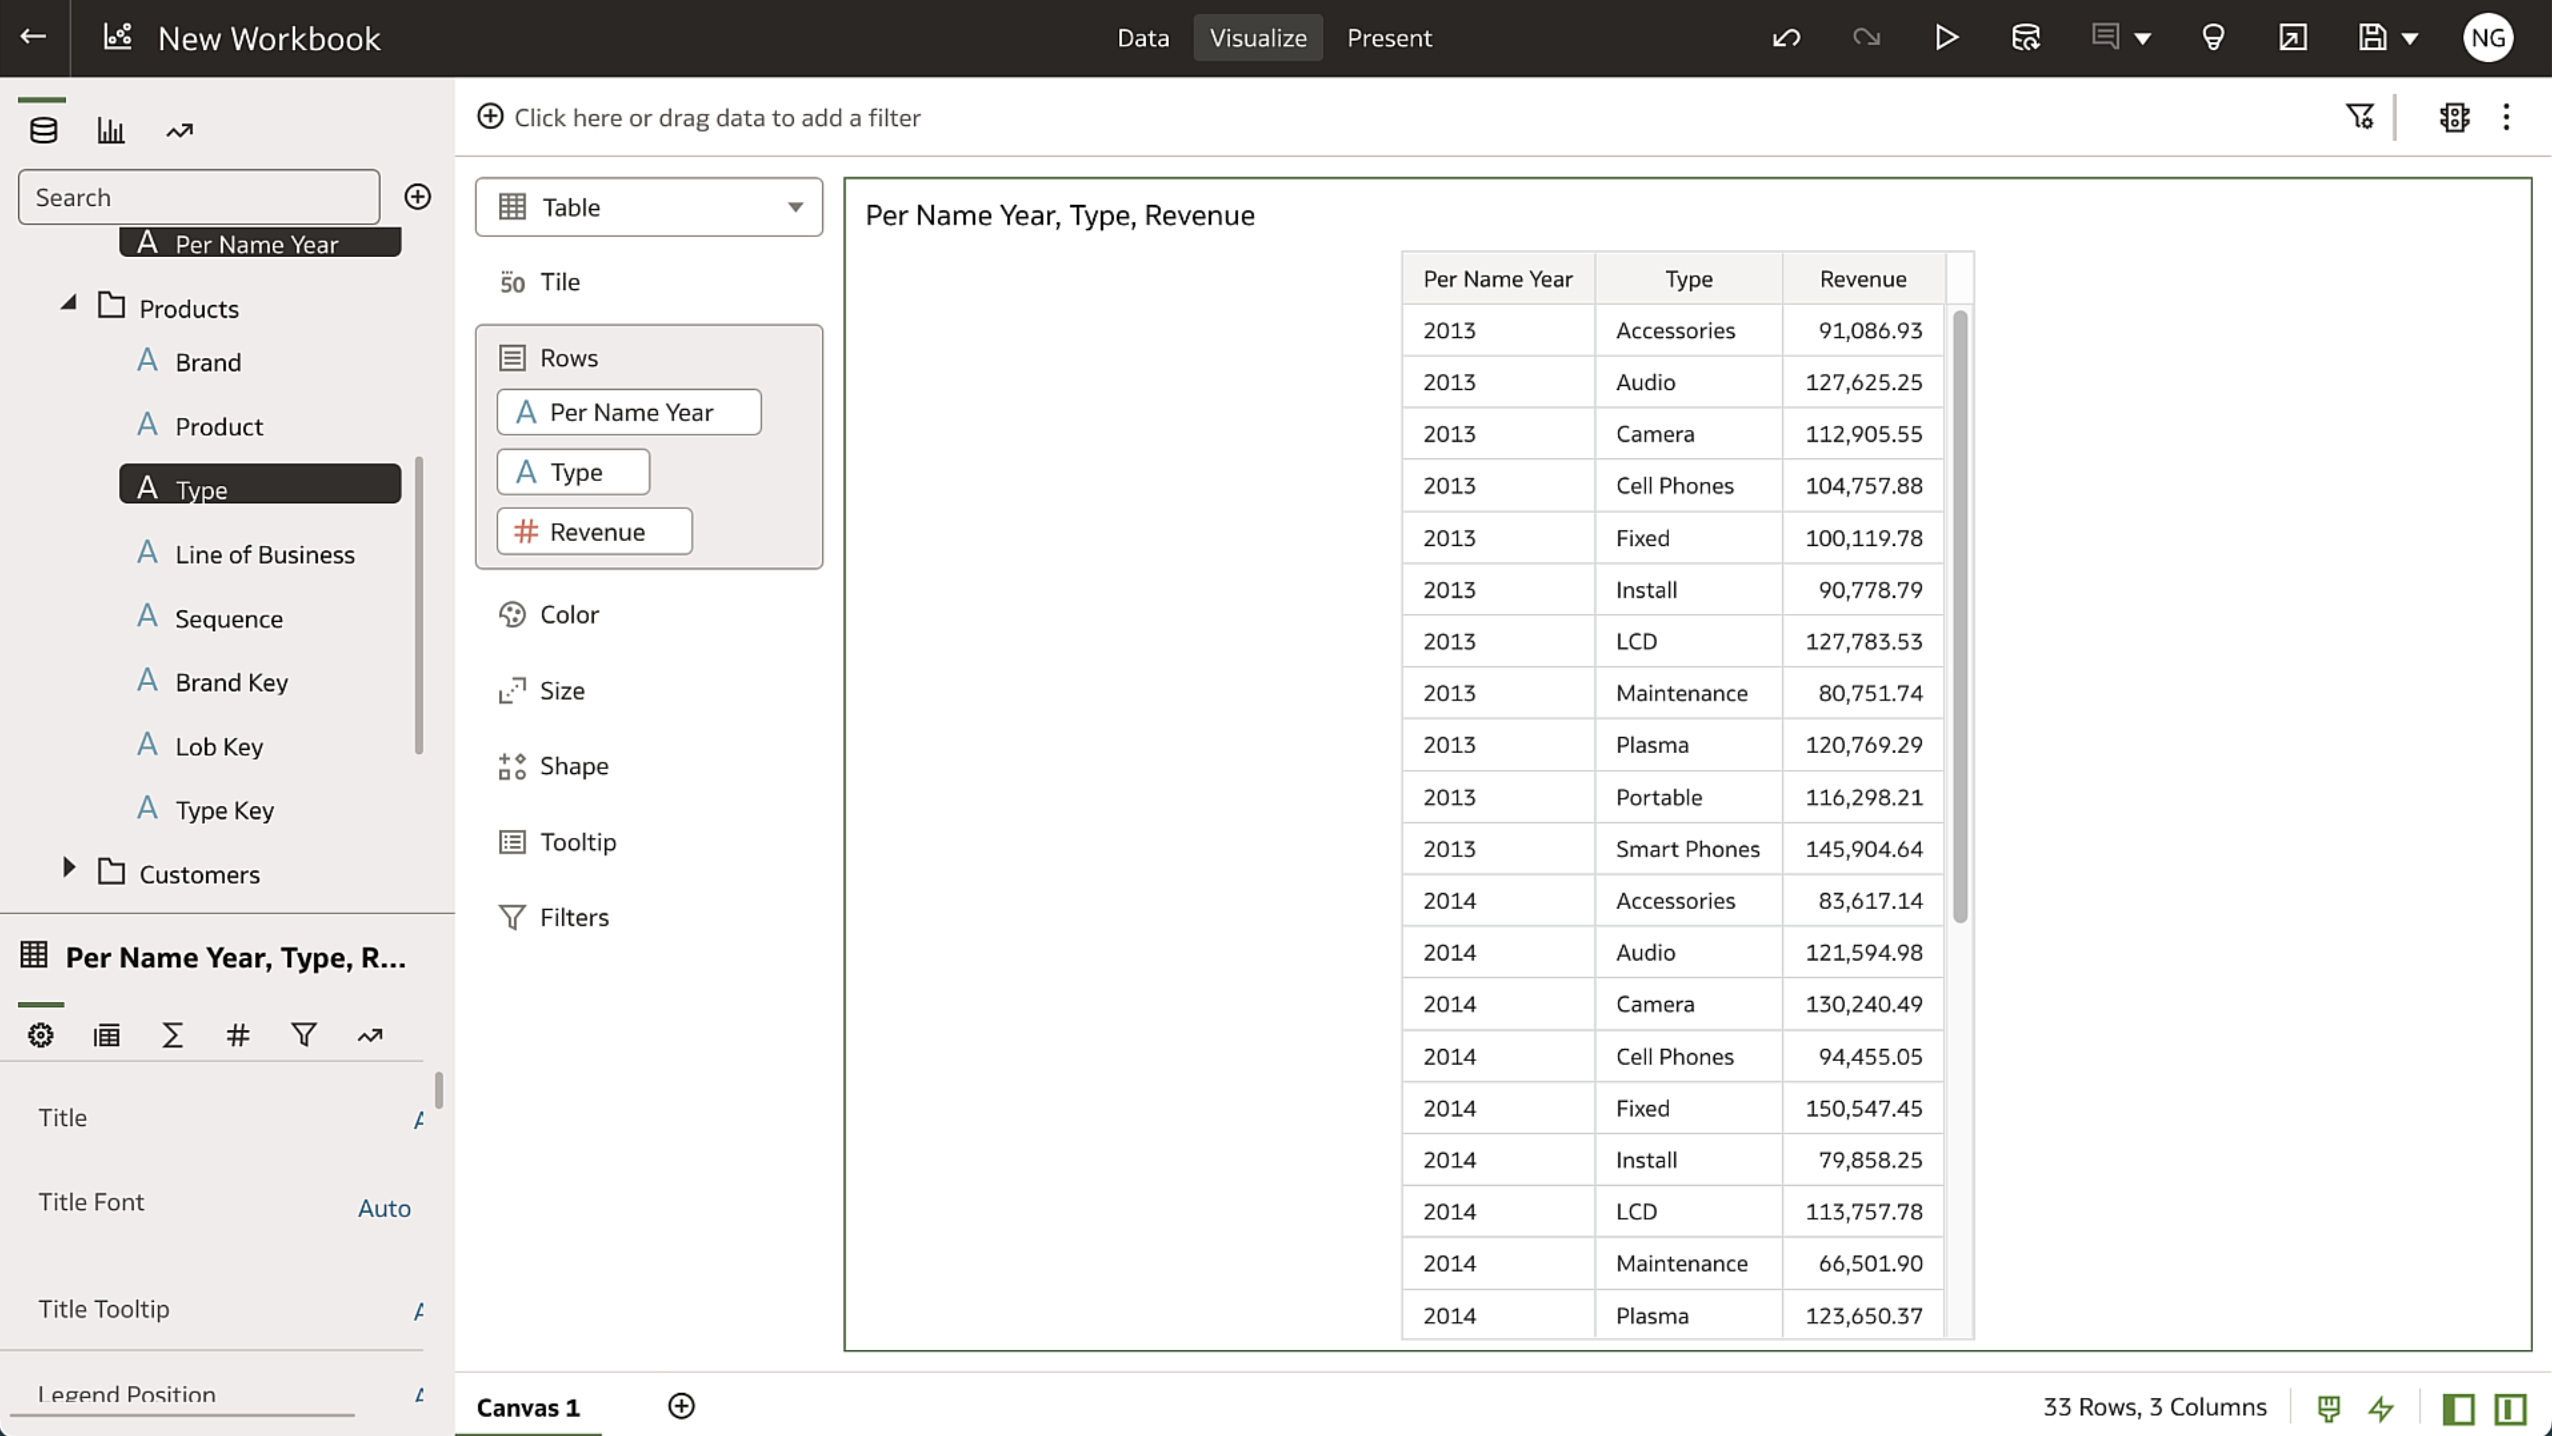 New Workbook
Data Visualize Present
NG
Search
A Per Name Year
Products
A Brand
A Product
A Type
A Line of Business
A Sequence
A Brand Key
A Lob Key
A Type Key
Customers
Per Name Year, Type, R...
#
Title
Title Font Auto
Title Tooltip
Legend Position
Click here or drag data to add a filter
Table
50 Tile
Rows
A Per Name Year
A Type
# Revenue
Color
Size
Shape
Tooltip
Filters
Per Name Year, Type, Revenue
Per Name Year Type Revenue
2013 Accessories 91,086.93
2013 Audio 127,625.25
2013 Camera 112,905.55
2013 Cell Phones 104,757.88
2013 Fixed 100,119.78
2013 Install 90,778.79
2013 LCD 127,783.53
2013 Maintenance 80,751.74
2013 Plasma 120,769.29
2013 Portable 116,298.21
2013 Smart Phones 145,904.64
2014 Accessories 83,617.14
2014 Audio 121,594.98
2014 Camera 130,240.49
2014 Cell Phones 94,455.05
2014 Fixed 150,547.45
2014 Install 79,858.25
2014 LCD 113,757.78
2014 Maintenance 66,501.90
2014 Plasma 123,650.37
Canvas 1
33 Rows, 3 Columns